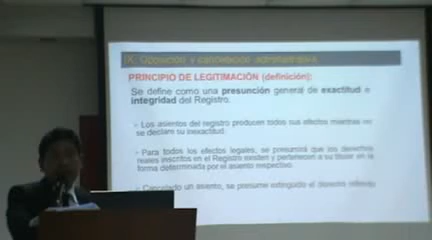 IX. Oposición y cancelación administrativa
PRINCIPIO DE LEGITIMACIÓN (definición):
Se define como una presunción general de exactitud e
integridad del Registro.
- Los asientos del registro producen todos sus efectos mientras no
se declare su inexactitud.
- Para todos los efectos legales, se presumirá que los derechos
reales inscritos en el Registro existen y pertenecen a su titular en la
forma determinada por el asiento respectivo.
- Cancelado un asiento, se presume extinguido el derecho referido